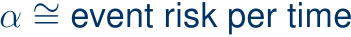 α ≅ event risk per time